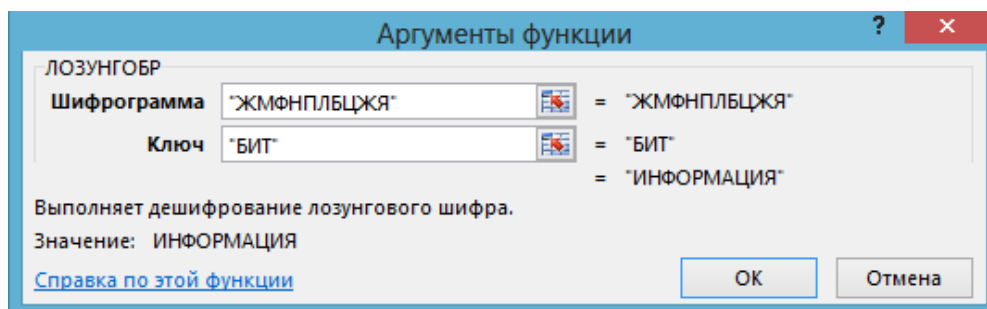 Аргументы функции ? ×
ЛОЗУНГОБР
Шифрограмма "ЖМФНПЛБЦЖЯ" = "ЖМФНПЛБЦЖЯ"
Ключ "БИТ" = "БИТ"
= "ИНФОРМАЦИЯ"
Выполняет дешифрование лозунгового шифра.
Значение: ИНФОРМАЦИЯ
Справка по этой функции ОК Отмена